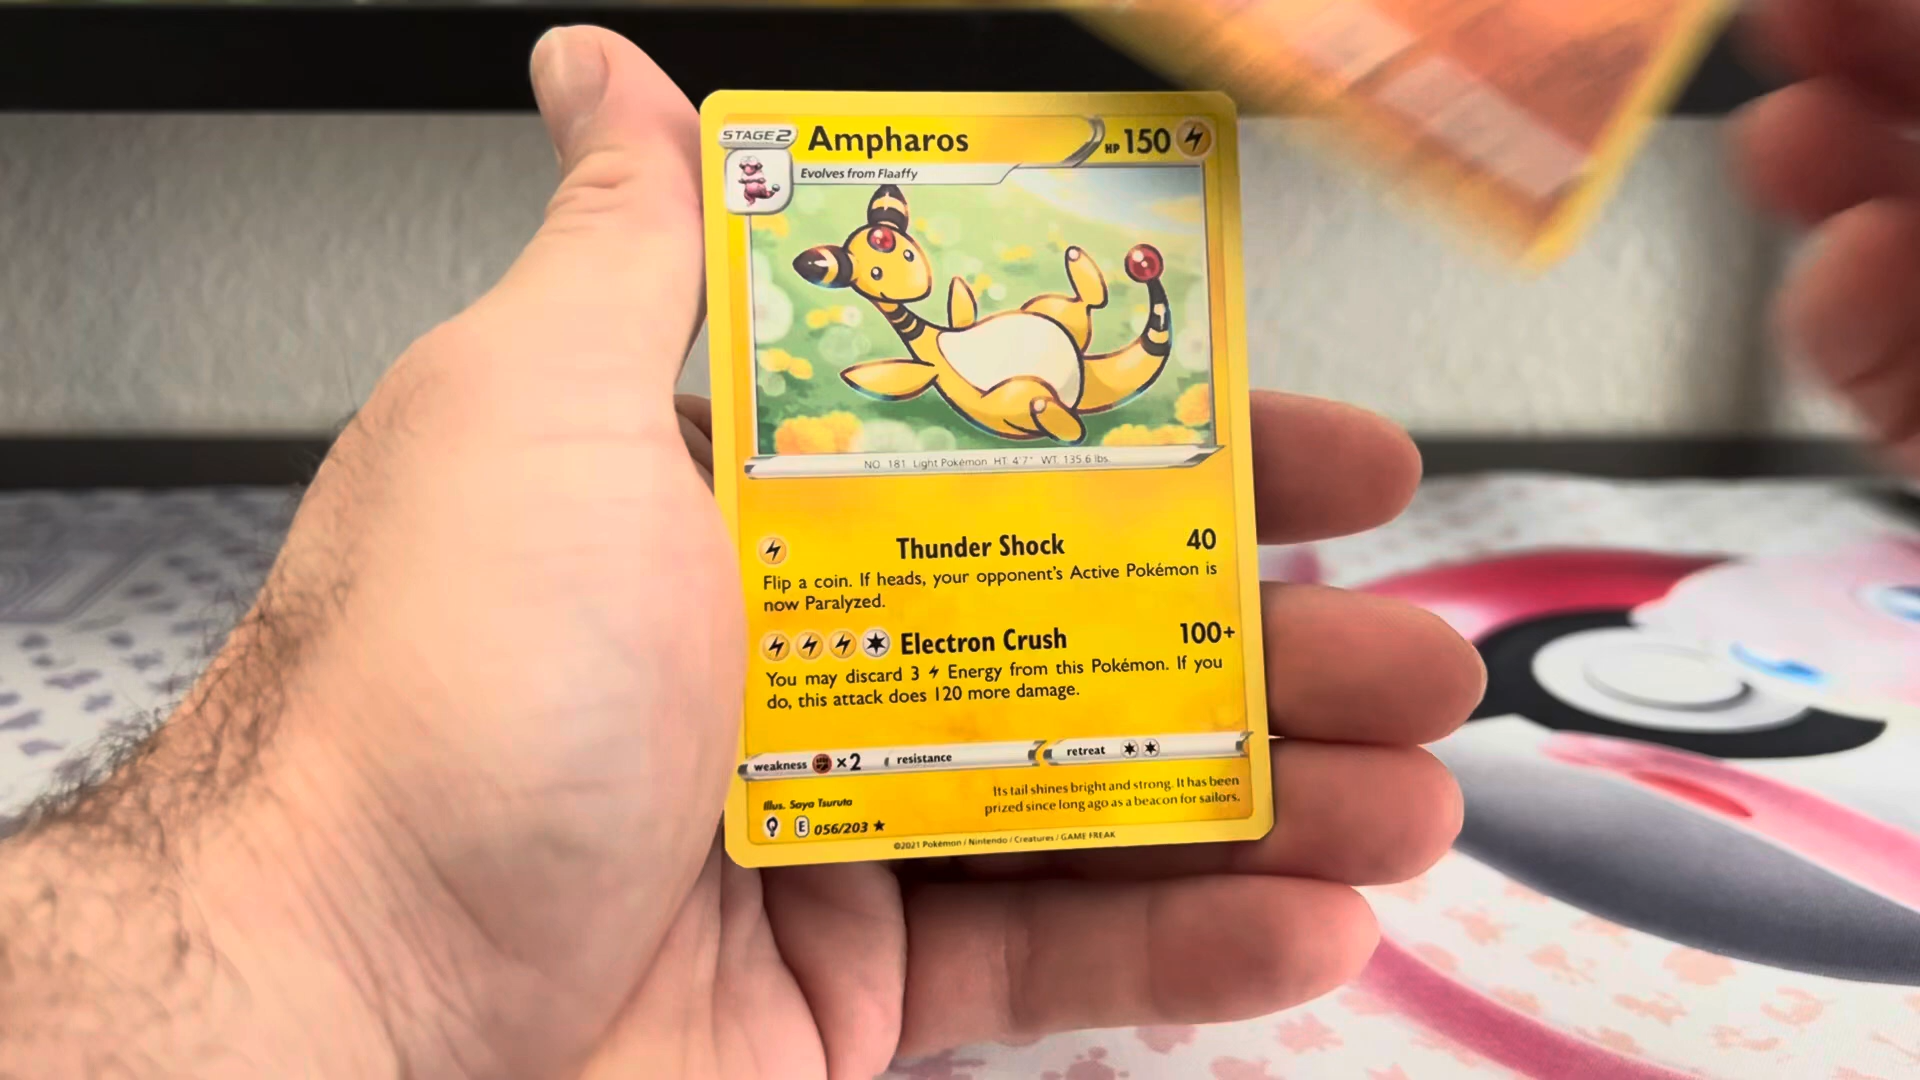 STAGE 2 Ampharos HP 150
Evolves from Flaaffy
NO. 181 Light Pokémon HT. 4'7" WT. 135.6 lbs.
Thunder Shock 40
Flip a coin. If heads, your opponent's Active Pokémon is
now Paralyzed.
Electron Crush 100+
You may discard 3 Energy from this Pokémon. If you
do, this attack does 120 more damage.
weakness ×2 resistance retreat
Its tail shines bright and strong. It has been
prized since long ago as a beacon for sailors.
Illus. Saya Tsuruta
E 056/203 ★
©2021 Pokémon / Nintendo / Creatures / GAME FREAK